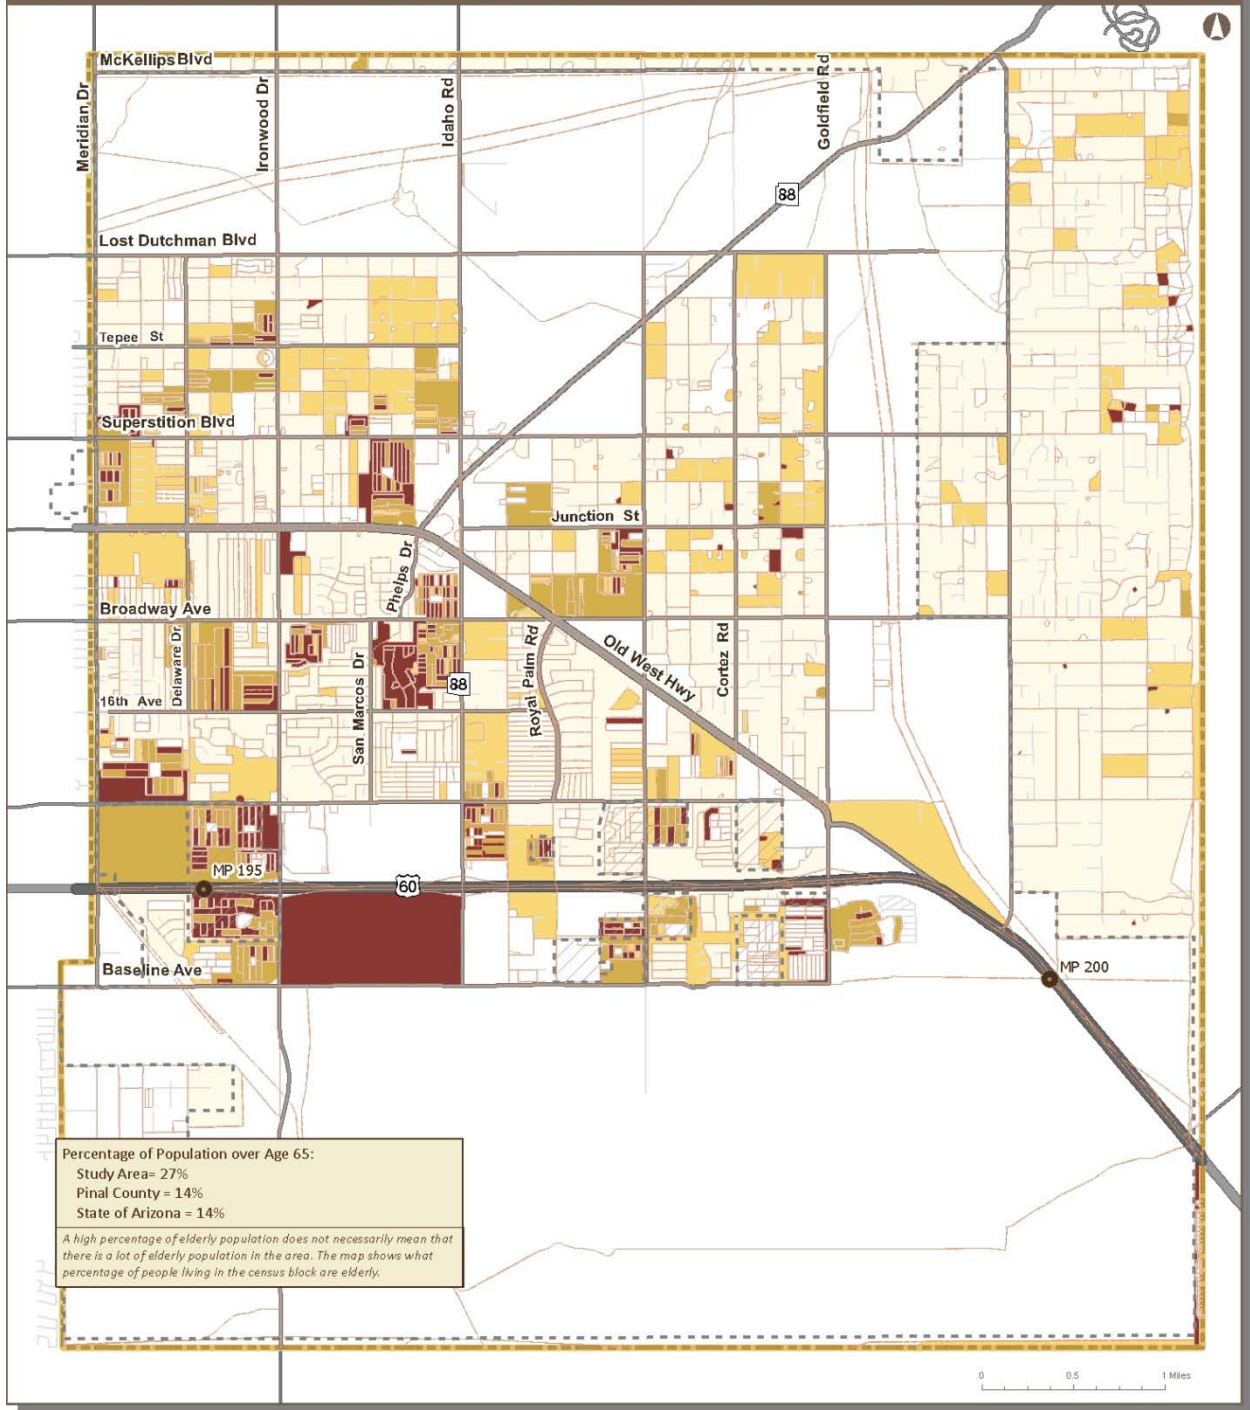 McKellips Blvd
Meridian Dr
Ironwood Dr
Idaho Rd
Goldfield Rd
88
Lost Dutchman Blvd
Tepee St
Superstition Blvd
Junction St
Phelps Dr
Broadway Ave
Delaware Dr
San Marcos Dr
88
Royal Palm Rd
Old West Hwy
Cortez Rd
16th Ave
MP 195
60
Baseline Ave
MP 200
Percentage of Population over Age 65:
Study Area= 27%
Pinal County = 14%
State of Arizona = 14%
A high percentage of elderly population does not necessarily mean that
there is a lot of elderly population in the area. The map shows what
percentage of people living in the census block are elderly.
0 0.5 1 Miles